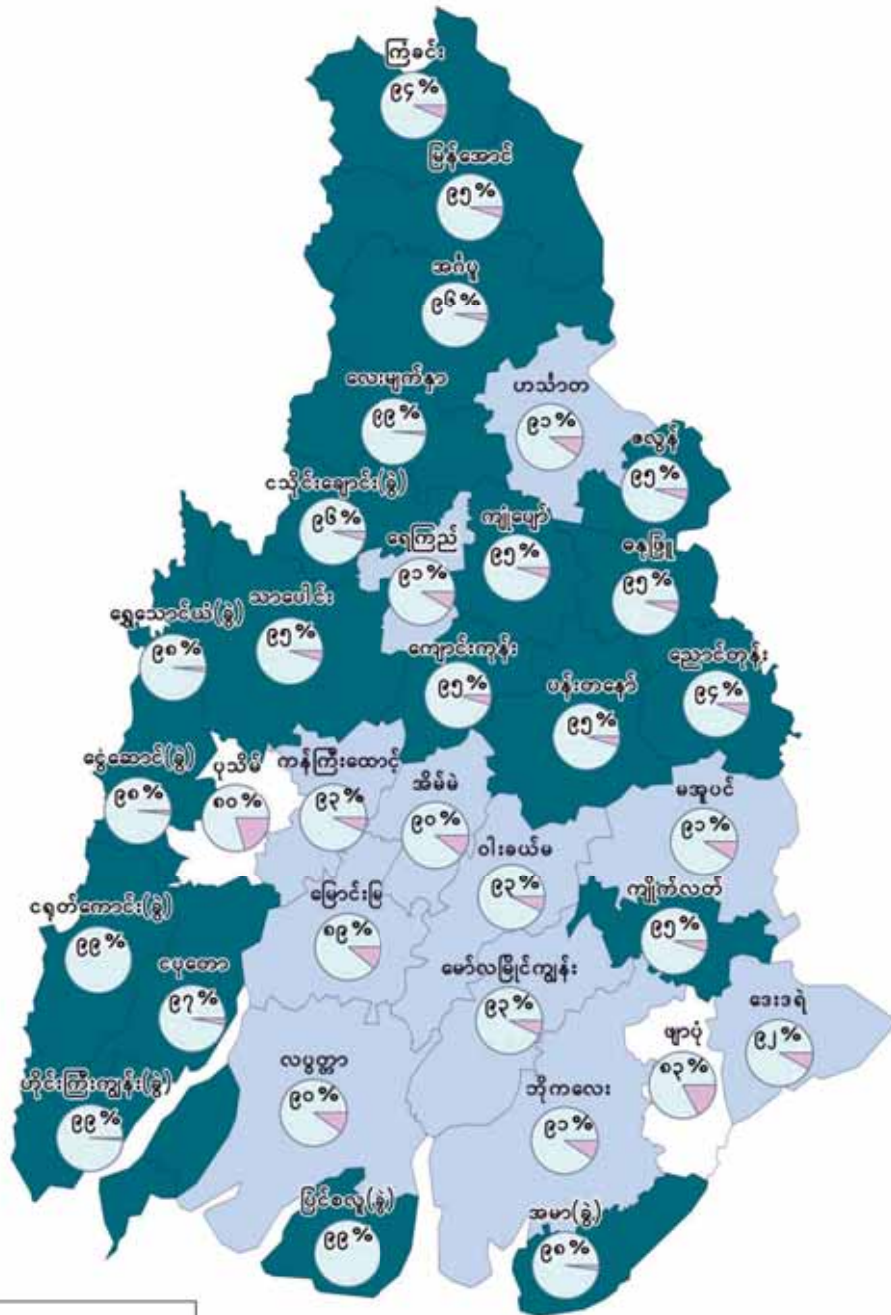 ကြံခင်း
၉၄%
မြန်အောင်
၉၅%
အင်္ဂပူ
၉၆%
လေးမျက်နှာ
၉၉%
ဟင်္သာတ
၉၁%
ဇလွန်
၉၅%
ငသိုင်းချောင်း(ခွဲ)
၉၆%
ရေကြည်
၉၁%
ကျုံပျော်
၉၅%
ဓနုဖြူ
၉၅%
ရွှေသောင်ယံ(ခွဲ)
၉၈%
သာပေါင်း
၉၅%
ကျောင်းကုန်း
၉၅%
ပန်းတနော်
၉၅%
ညောင်တုန်း
၉၄%
ငွေဆောင်(ခွဲ)
၉၈%
ပုသိမ်
၈၀%
ကန်ကြီးထောင့်
၉၃%
အိမ်မဲ
၉၀%
ဝါးခယ်မ
၉၃%
မအူပင်
၉၁%
ငရုတ်ကောင်း(ခွဲ)
၉၉%
ငပုတော
၉၇%
မြောင်းမြ
၈၉%
မော်လမြိုင်ကျွန်း
၉၃%
ကျိုက်လတ်
၉၅%
ဒေးဒရဲ
၉၂%
ဖျာပုံ
၈၃%
ဟိုင်းကြီးကျွန်း(ခွဲ)
၉၉%
လပွတ္တာ
၉၀%
ဘိုကလေး
၉၁%
ပြင်စလူ(ခွဲ)
၉၉%
အမာ(ခွဲ)
၉၈%